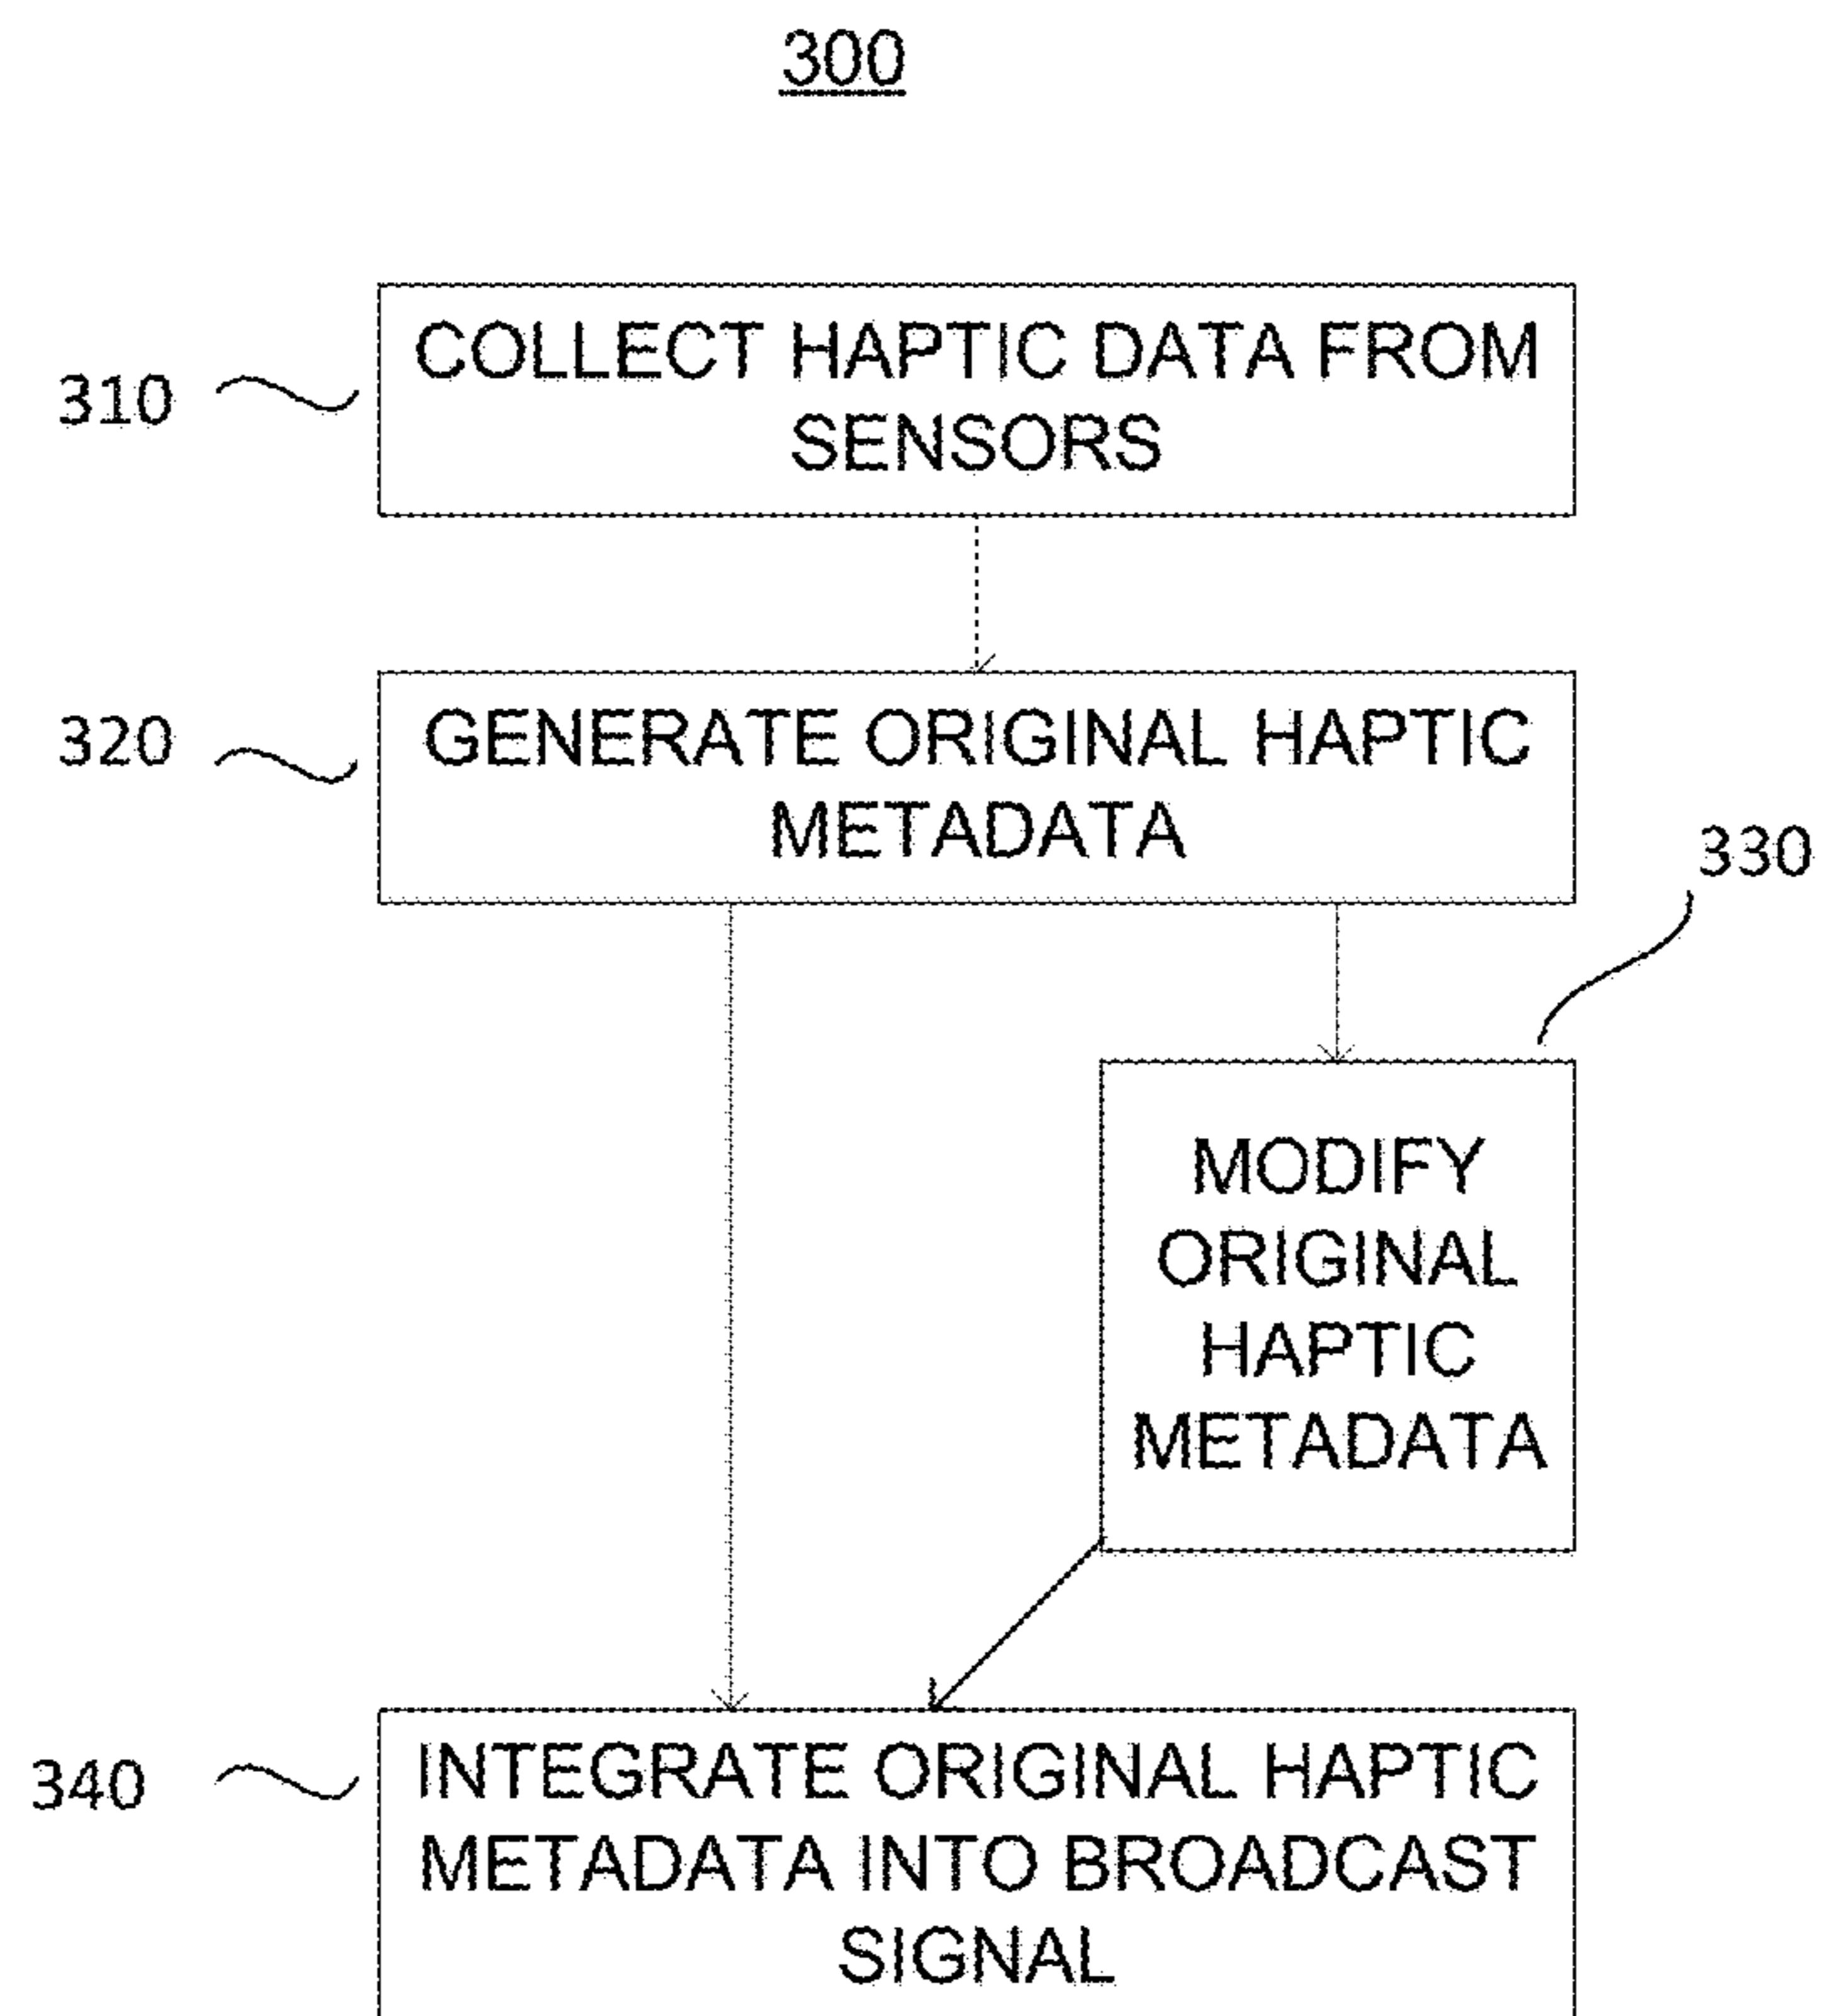 300
310
COLLECT HAPTIC DATA FROM
SENSORS
320
GENERATE ORIGINAL HAPTIC
METADATA
330
MODIFY
ORIGINAL
HAPTIC
METADATA
340
INTEGRATE ORIGINAL HAPTIC
METADATA INTO BROADCAST
SIGNAL